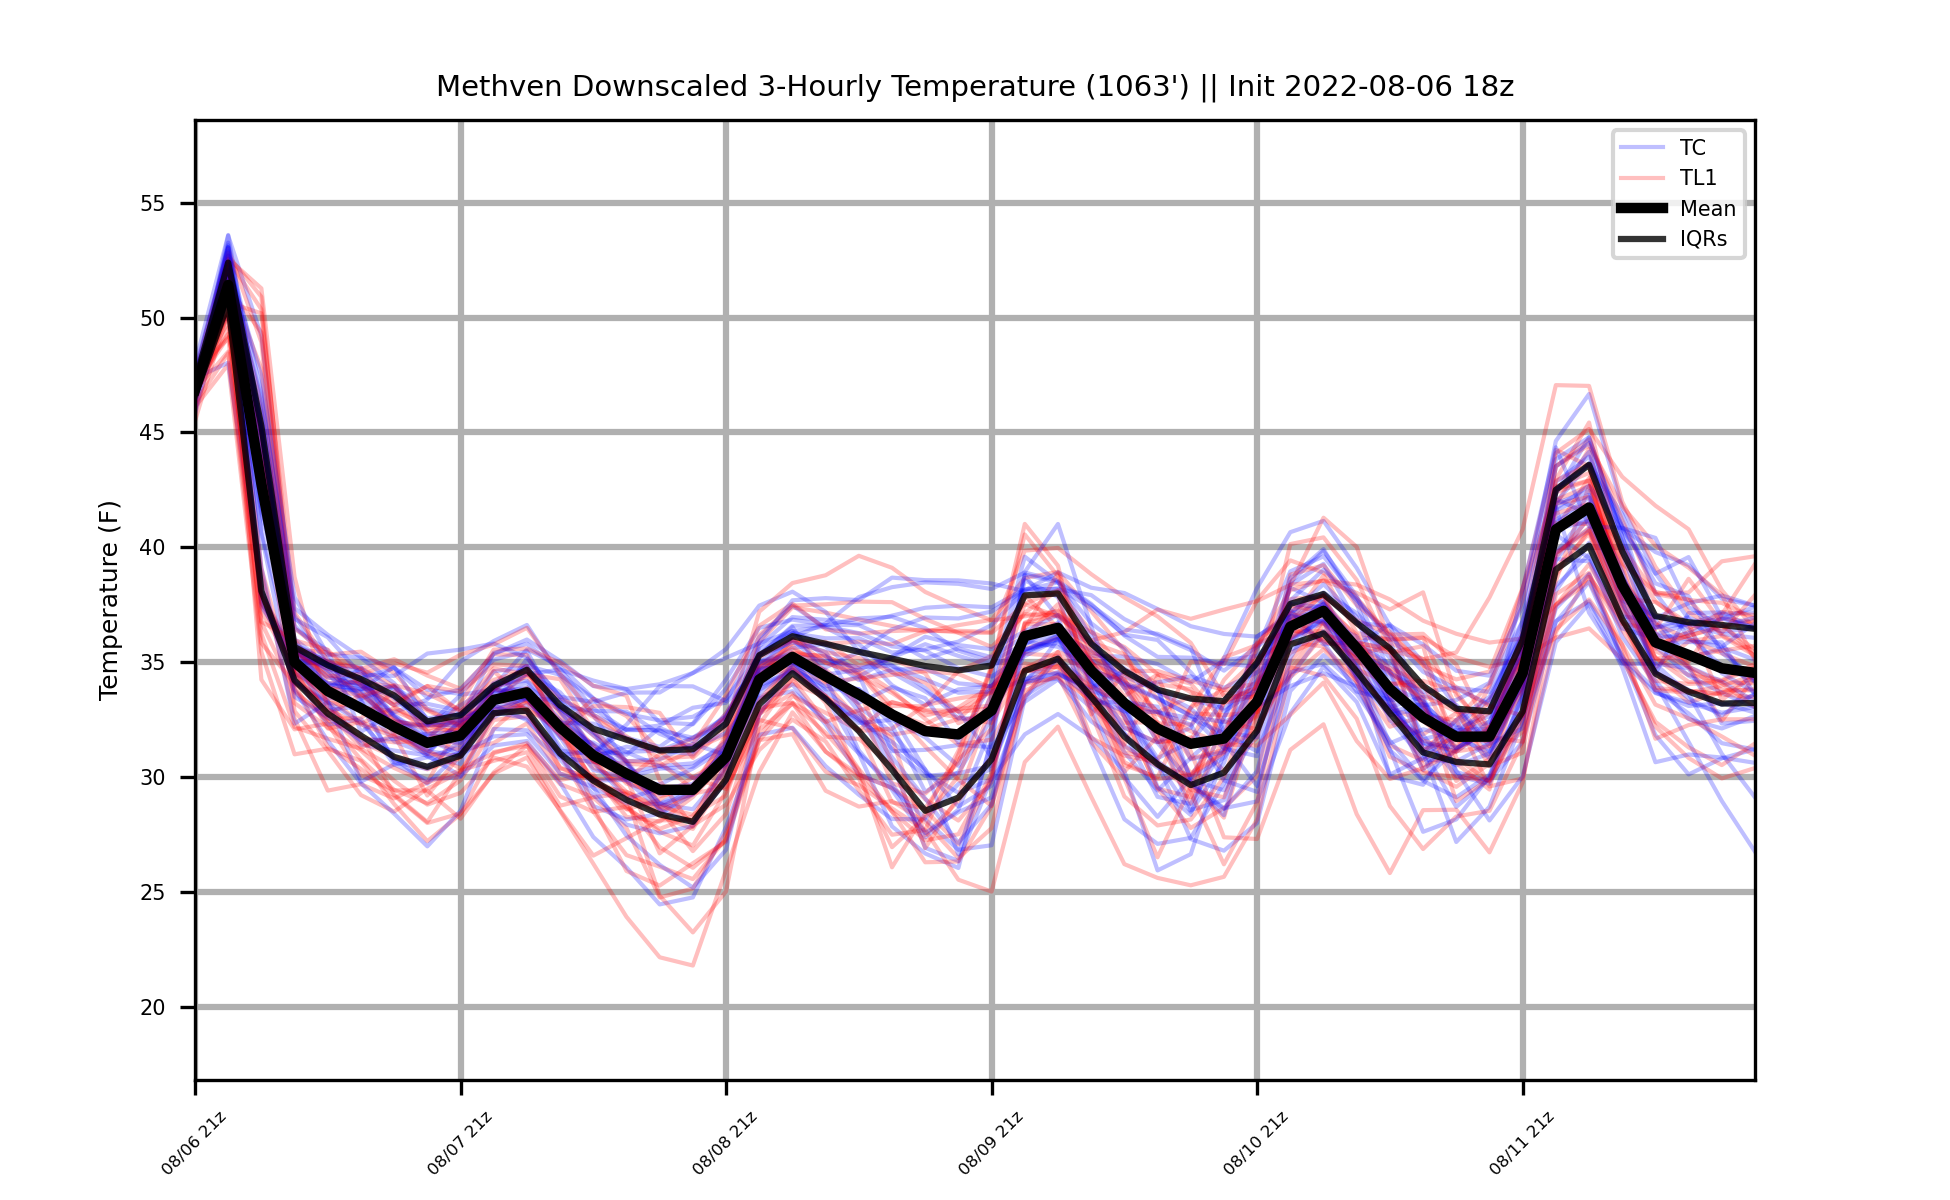 Methven Downscaled 3-Hourly Temperature (1063') || Init 2022-08-06 18z
TC
TL1
Mean
IQRs
Temperature (F)
55
50
45
40
35
30
25
20
08/06 21z
08/07 21z
08/08 21z
08/09 21z
08/10 21z
08/11 21z